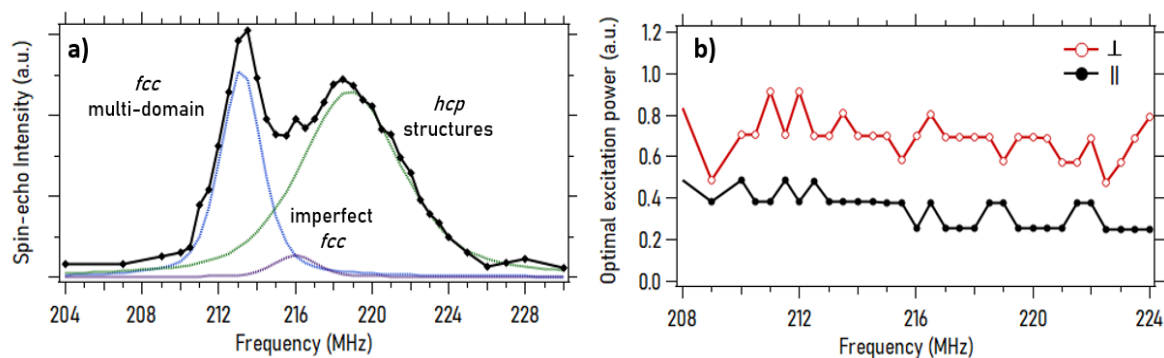 a)
fcc
multi-domain
hcp
structures
imperfect
fcc
Spin-echo Intensity (a.u.)
204 208 212 216 220 224 228
Frequency (MHz)
b)
⊥
||
Optimal excitation power (a.u.)
1.2
1.0
0.8
0.6
0.4
0.2
0.0
208 212 216 220 224
Frequency (MHz)